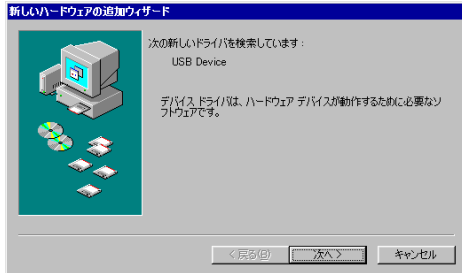 新しいハードウェアの追加ウィザード
次の新しいドライバを検索しています：
USB Device
デバイス ドライバは、ハードウェア デバイスが動作するために必要なソ
フトウェアです。
< 戻る(B)
次へ >
キャンセル